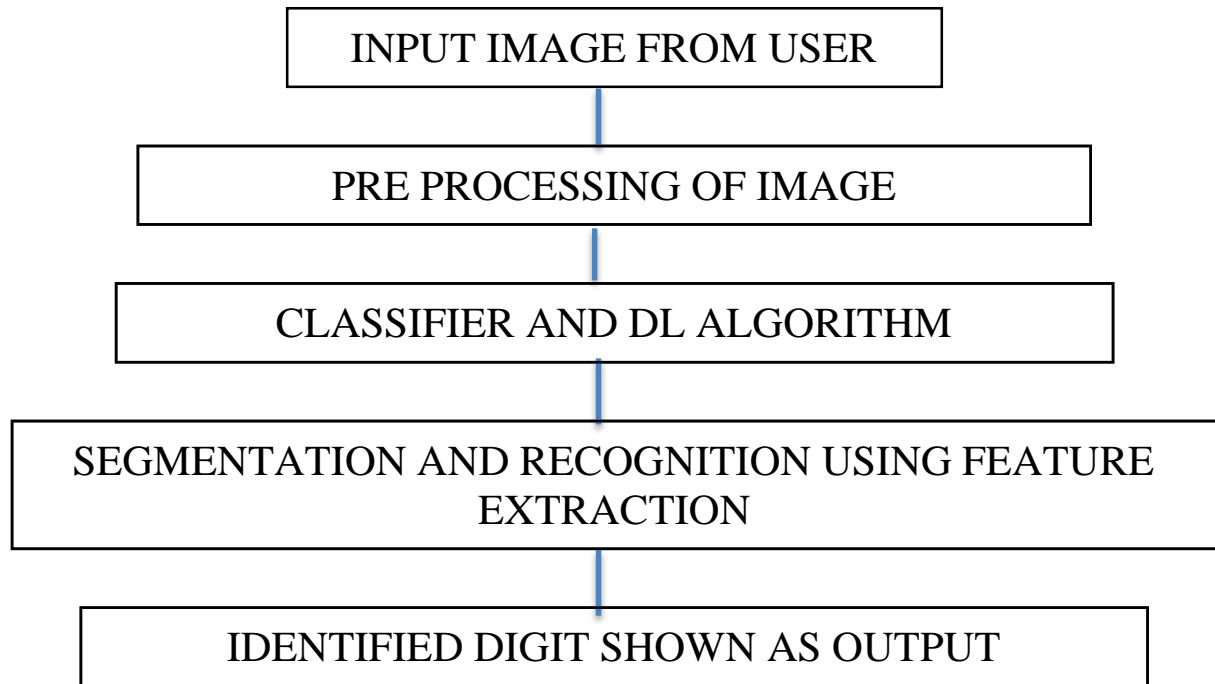 INPUT IMAGE FROM USER
PRE PROCESSING OF IMAGE
CLASSIFIER AND DL ALGORITHM
SEGMENTATION AND RECOGNITION USING FEATURE
EXTRACTION
IDENTIFIED DIGIT SHOWN AS OUTPUT